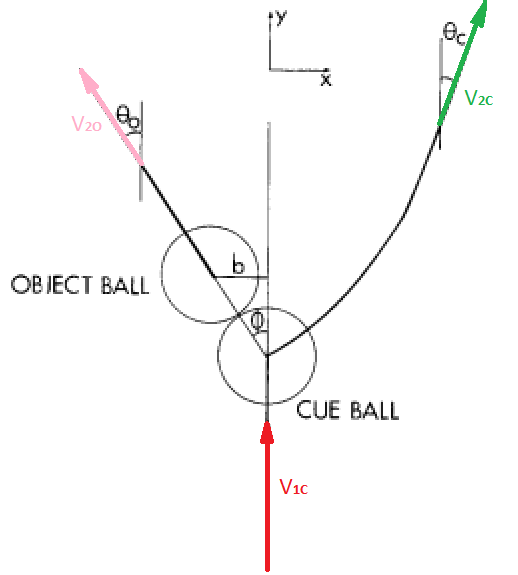 y
x
θc
V2c
θo
V2O
b
OBJECT BALL
ϕ
CUE BALL
V1c